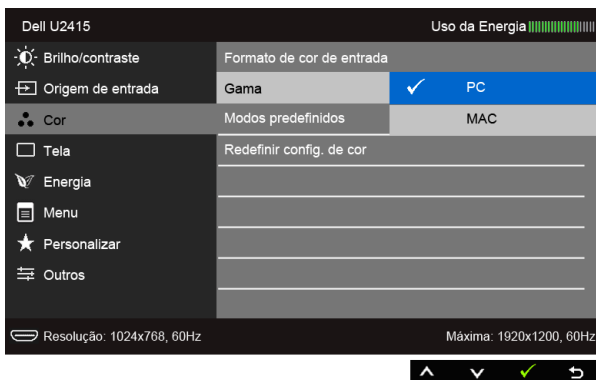 Dell U2415
Uso da Energia
Brilho/contraste
Formato de cor de entrada
Origem de entrada
Gama
PC
Cor
Modos predefinidos
MAC
Tela
Redefinir config. de cor
Energia
Menu
Personalizar
Outros
Resolução: 1024x768, 60Hz
Máxima: 1920x1200, 60Hz